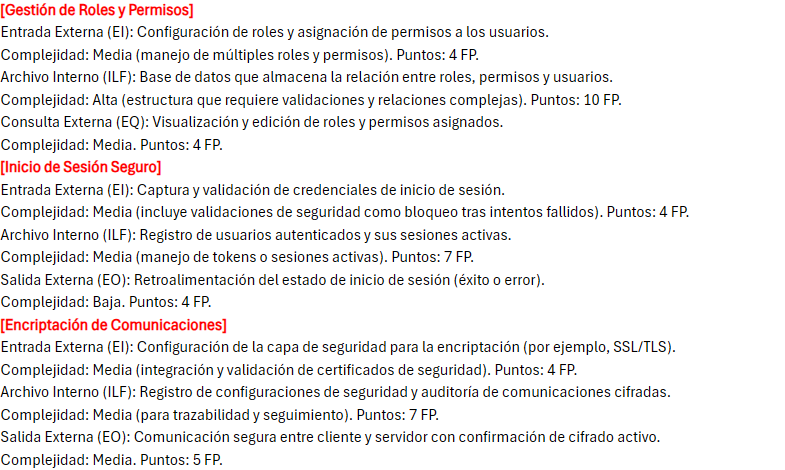 [Gestión de Roles y Permisos]
Entrada Externa (EI): Configuración de roles y asignación de permisos a los usuarios.
Complejidad: Media (manejo de múltiples roles y permisos). Puntos: 4 FP.
Archivo Interno (ILF): Base de datos que almacena la relación entre roles, permisos y usuarios.
Complejidad: Alta (estructura que requiere validaciones y relaciones complejas). Puntos: 10 FP.
Consulta Externa (EQ): Visualización y edición de roles y permisos asignados.
Complejidad: Media. Puntos: 4 FP.
[Inicio de Sesión Seguro]
Entrada Externa (EI): Captura y validación de credenciales de inicio de sesión.
Complejidad: Media (incluye validaciones de seguridad como bloqueo tras intentos fallidos). Puntos: 4 FP.
Archivo Interno (ILF): Registro de usuarios autenticados y sus sesiones activas.
Complejidad: Media (manejo de tokens o sesiones activas). Puntos: 7 FP.
Salida Externa (EO): Retroalimentación del estado de inicio de sesión (éxito o error).
Complejidad: Baja. Puntos: 4 FP.
[Encriptación de Comunicaciones]
Entrada Externa (EI): Configuración de la capa de seguridad para la encriptación (por ejemplo, SSL/TLS).
Complejidad: Media (integración y validación de certificados de seguridad). Puntos: 4 FP.
Archivo Interno (ILF): Registro de configuraciones de seguridad y auditoría de comunicaciones cifradas.
Complejidad: Media (para trazabilidad y seguimiento). Puntos: 7 FP.
Salida Externa (EO): Comunicación segura entre cliente y servidor con confirmación de cifrado activo.
Complejidad: Media. Puntos: 5 FP.